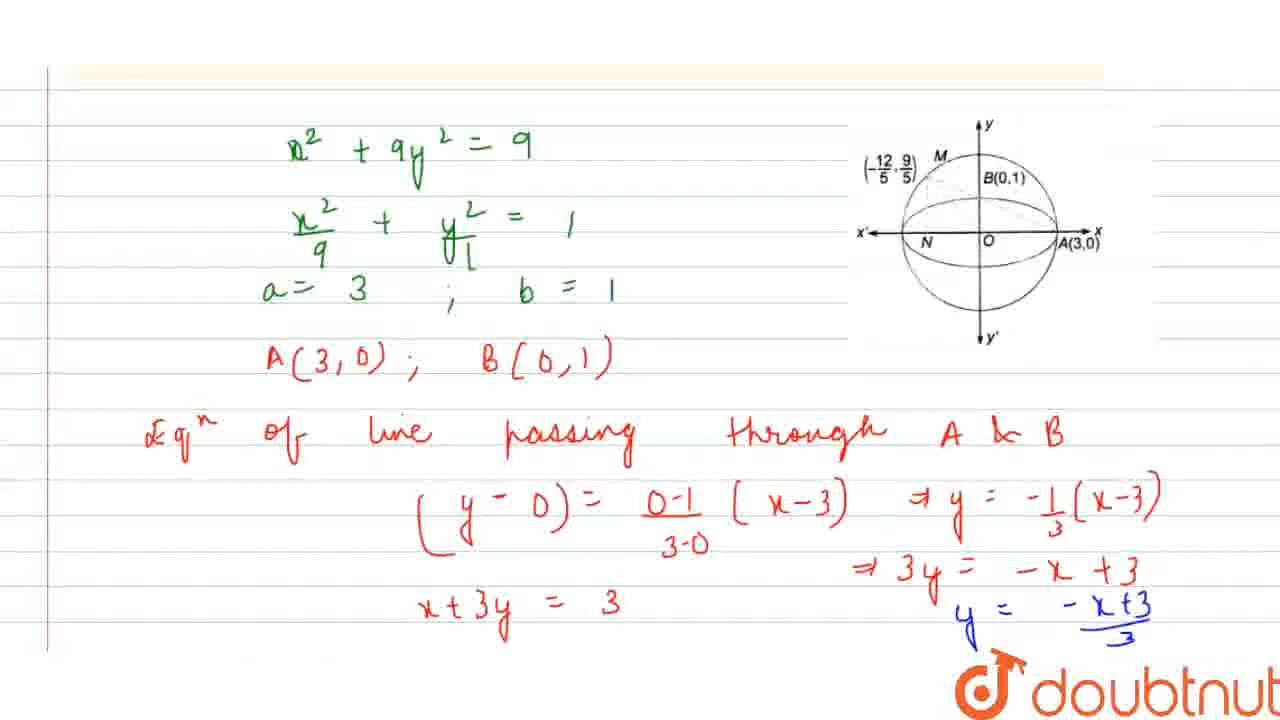 x² + 9y² = 9
x²/9 + y²/1 = 1
a = 3 ; b = 1
A(3,0) ; B(0,1)
y
M
(-12/5, 9/5)
B(0,1)
x'
N
O
x
A(3,0)
y'
Eqⁿ of line passing through A & B
(y - 0) = 0-1/3-0 (x-3) ⇒ y = -1/3 (x-3)
⇒ 3y = -x + 3
x + 3y = 3
y = -x+3/3
doubtnut